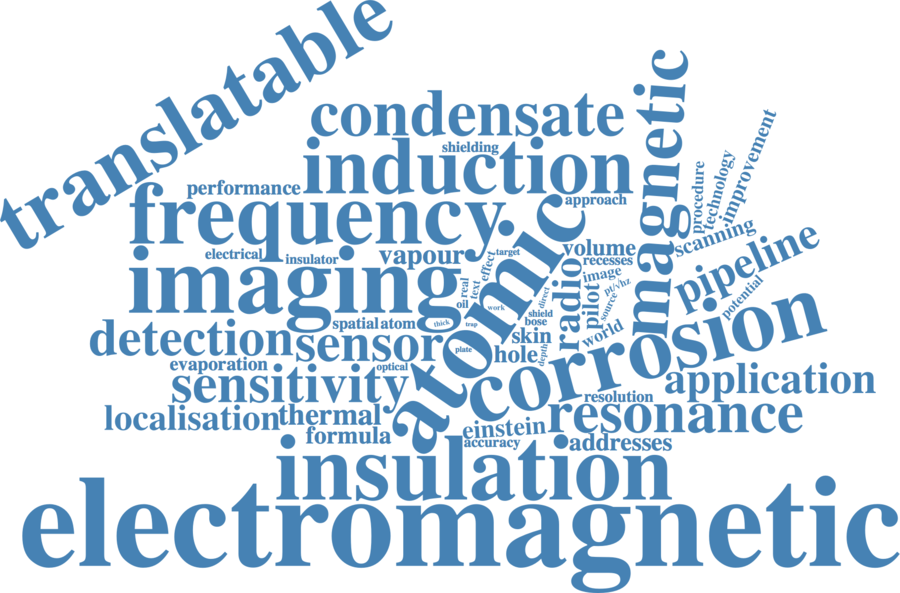 translatable
condensate
shielding
induction
magnetic
improvement
technology
procedure
performance
approach
frequency
atomic
scanning
electrical
insulator
vapour
effect
target
volume
recesses
pipeline
imaging
real
text
oil
work
direct
radio
image
pilot
pt/√hz
source
potential
spatial
atom
thick
trap
shield
bose
world
corrosion
detection
sensor
plate
skin
hole
depth
evaporation
optical
sensitivity
application
resolution
localisation
thermal
resonance
formula
einstein
accuracy
addresses
insulation
electromagnetic